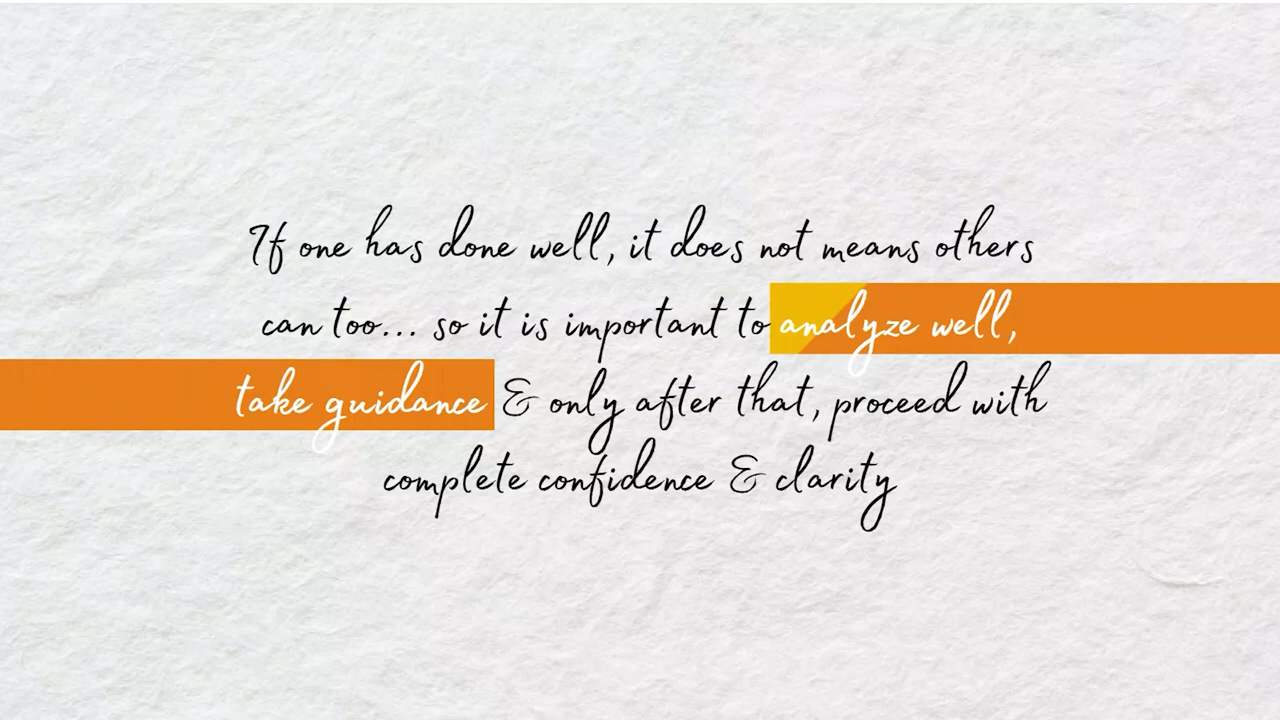 If one has done well, it does not means others
can too... so it is important to analyze well,
take guidance & only after that, proceed with
complete confidence & clarity